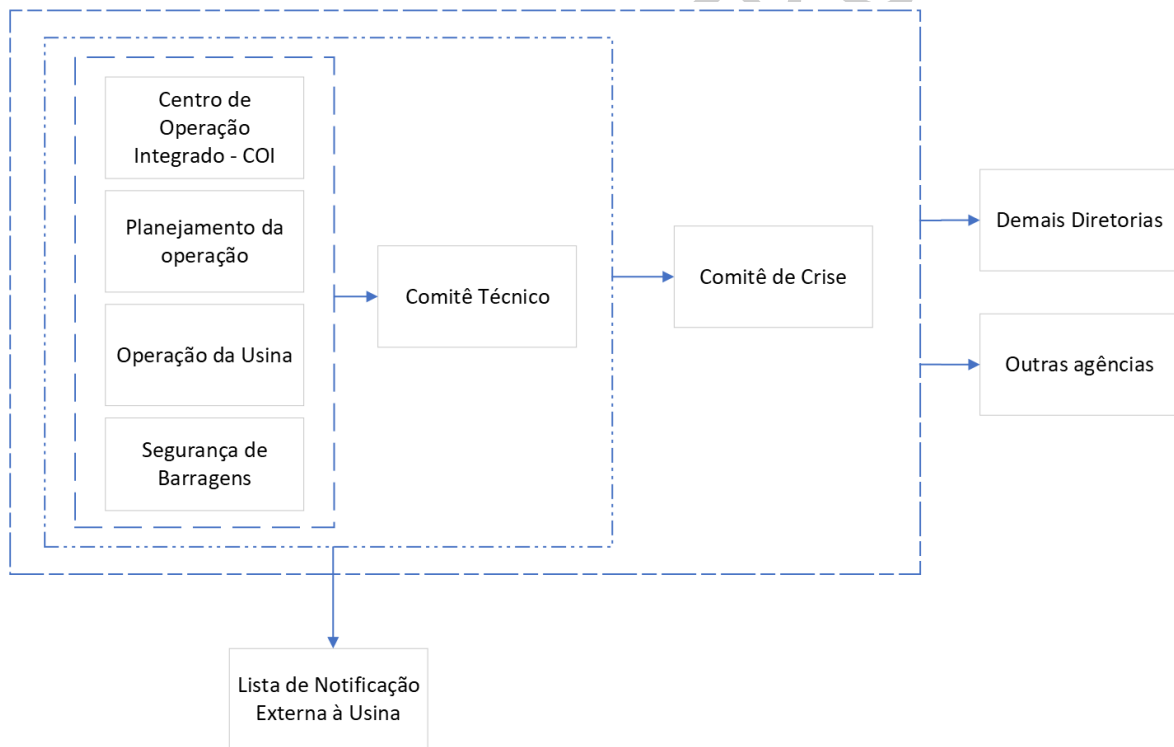 Centro de
Operação
Integrado - COI
Planejamento da
operação
Operação da Usina
Segurança de
Barragens
Comitê Técnico
Comitê de Crise
Demais Diretorias
Outras agências
Lista de Notificação
Externa à Usina